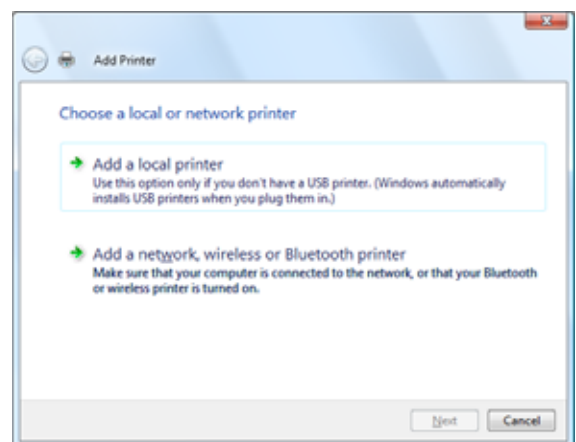 Add Printer
Choose a local or network printer
Add a local printer
Use this option only if you don't have a USB printer. (Windows automatically
installs USB printers when you plug them in.)
Add a network, wireless or Bluetooth printer
Make sure that your computer is connected to the network, or that your Bluetooth
or wireless printer is turned on.
Next Cancel